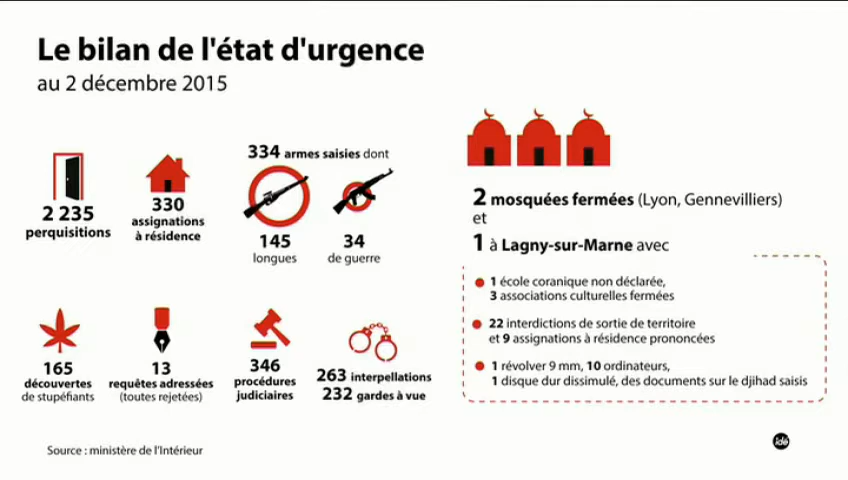 Le bilan de l'état d'urgence
au 2 décembre 2015
2 235
perquisitions
330
assignations
à résidence
334 armes saisies dont
145
longues
34
de guerre
165
découvertes
de stupéfiants
13
requêtes adressées
(toutes rejetées)
346
procédures
judiciaires
263 interpellations
232 gardes à vue
2 mosquées fermées (Lyon, Gennevilliers)
et
1 à Lagny-sur-Marne avec
1 école coranique non déclarée,
3 associations culturelles fermées
22 interdictions de sortie de territoire
et 9 assignations à résidence prononcées
1 révolver 9 mm, 10 ordinateurs,
1 disque dur dissimulé, des documents sur le djihad saisis
Source : ministère de l'Intérieur
idé